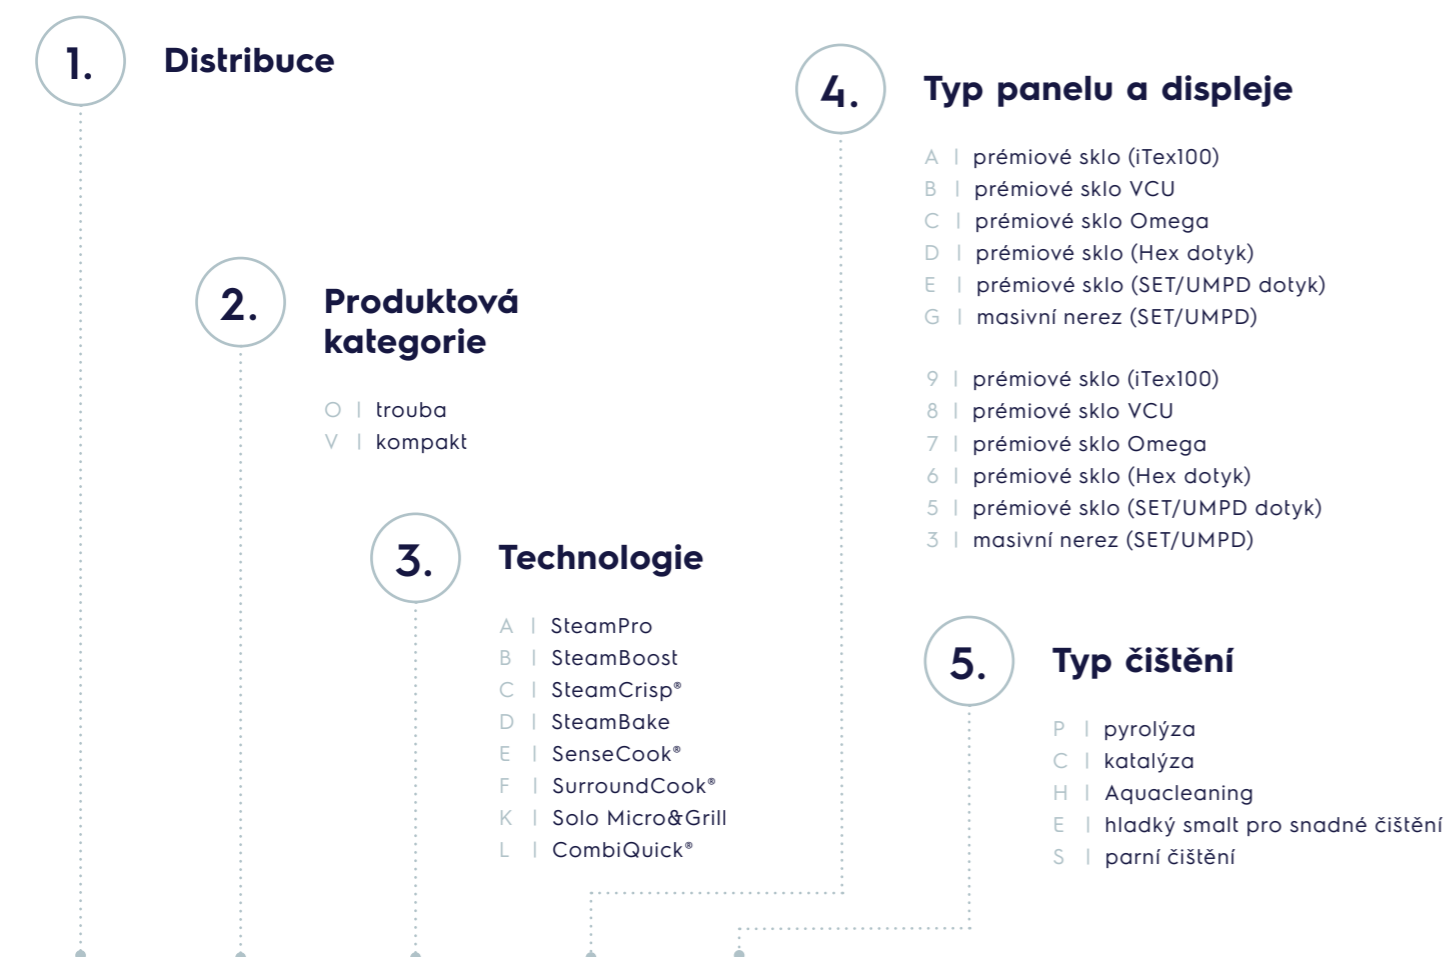 1.
Distribuce
2.
Produktová
kategorie
O | trouba
V | kompakt
3.
Technologie
A | SteamPro
B | SteamBoost
C | SteamCrisp®
D | SteamBake
E | SenseCook®
F | SurroundCook®
K | Solo Micro&Grill
L | CombiQuick®
4.
Typ panelu a displeje
A | prémiové sklo (iTex100)
B | prémiové sklo VCU
C | prémiové sklo Omega
D | prémiové sklo (Hex dotyk)
E | prémiové sklo (SET/UMPD dotyk)
G | masivní nerez (SET/UMPD)
9 | prémiové sklo (iTex100)
8 | prémiové sklo VCU
7 | prémiové sklo Omega
6 | prémiové sklo (Hex dotyk)
5 | prémiové sklo (SET/UMPD dotyk)
3 | masivní nerez (SET/UMPD)
5.
Typ čištění
P | pyrolýza
C | katalýza
H | Aquacleaning
E | hladký smalt pro snadné čištění
S | parní čištění